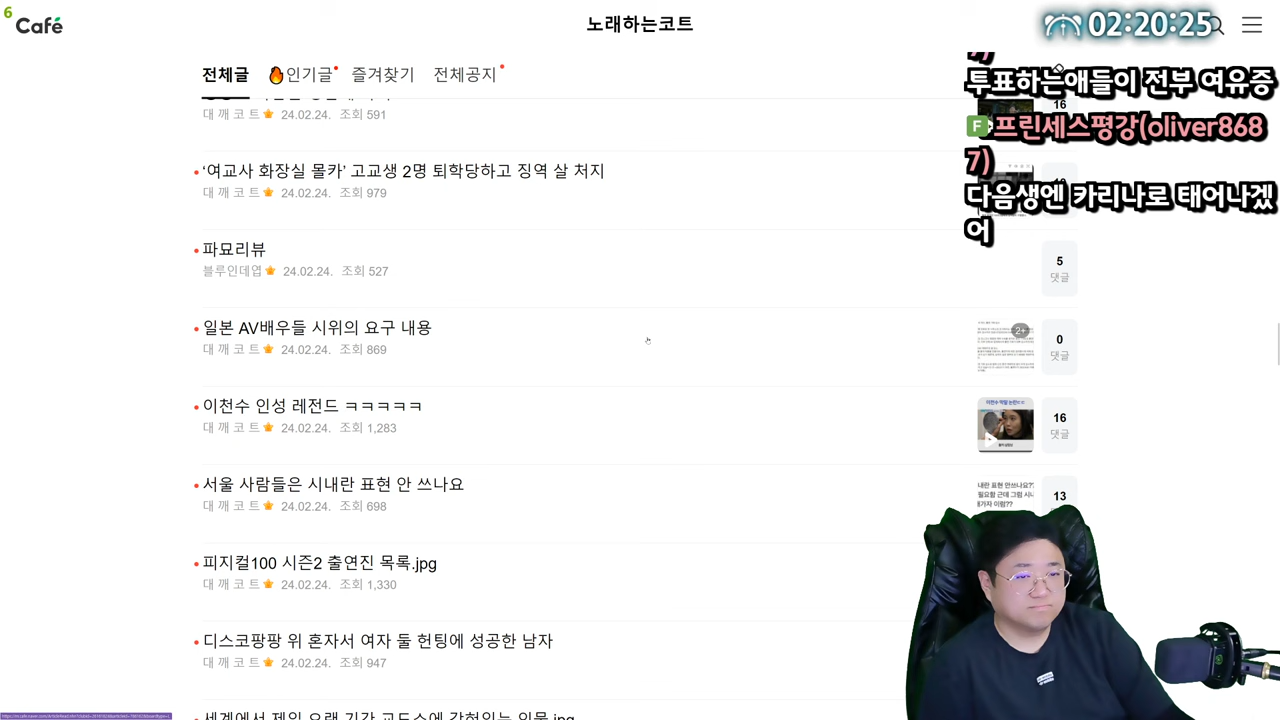 6
Café
노래하는코트
02:20:25
전체글
🔥인기글
즐겨찾기
전체공지
투표하는애들이 전부 여유증
F 프린세스평강(oliver868
7)
다음생엔 카리나로 태어나겠
어
대 깨 코 트 24.02.24. 조회 591
16
'여교사 화장실 몰카' 고교생 2명 퇴학당하고 징역 살 처지
대 깨 코 트 24.02.24. 조회 979
파묘리뷰
블루인데엽 24.02.24. 조회 527
5
댓글
일본 AV배우들 시위의 요구 내용
대 깨 코 트 24.02.24. 조회 869
2+
0
댓글
이천수 인성 레전드 ㅋㅋㅋㅋㅋ
대 깨 코 트 24.02.24. 조회 1,283
16
댓글
서울 사람들은 시내란 표현 안 쓰나요
대 깨 코 트 24.02.24. 조회 698
내란 표현 안쓰나요??
13
피지컬100 시즌2 출연진 목록.jpg
대 깨 코 트 24.02.24. 조회 1,330
디스코팡팡 위 혼자서 여자 둘 헌팅에 성공한 남자
대 깨 코 트 24.02.24. 조회 947